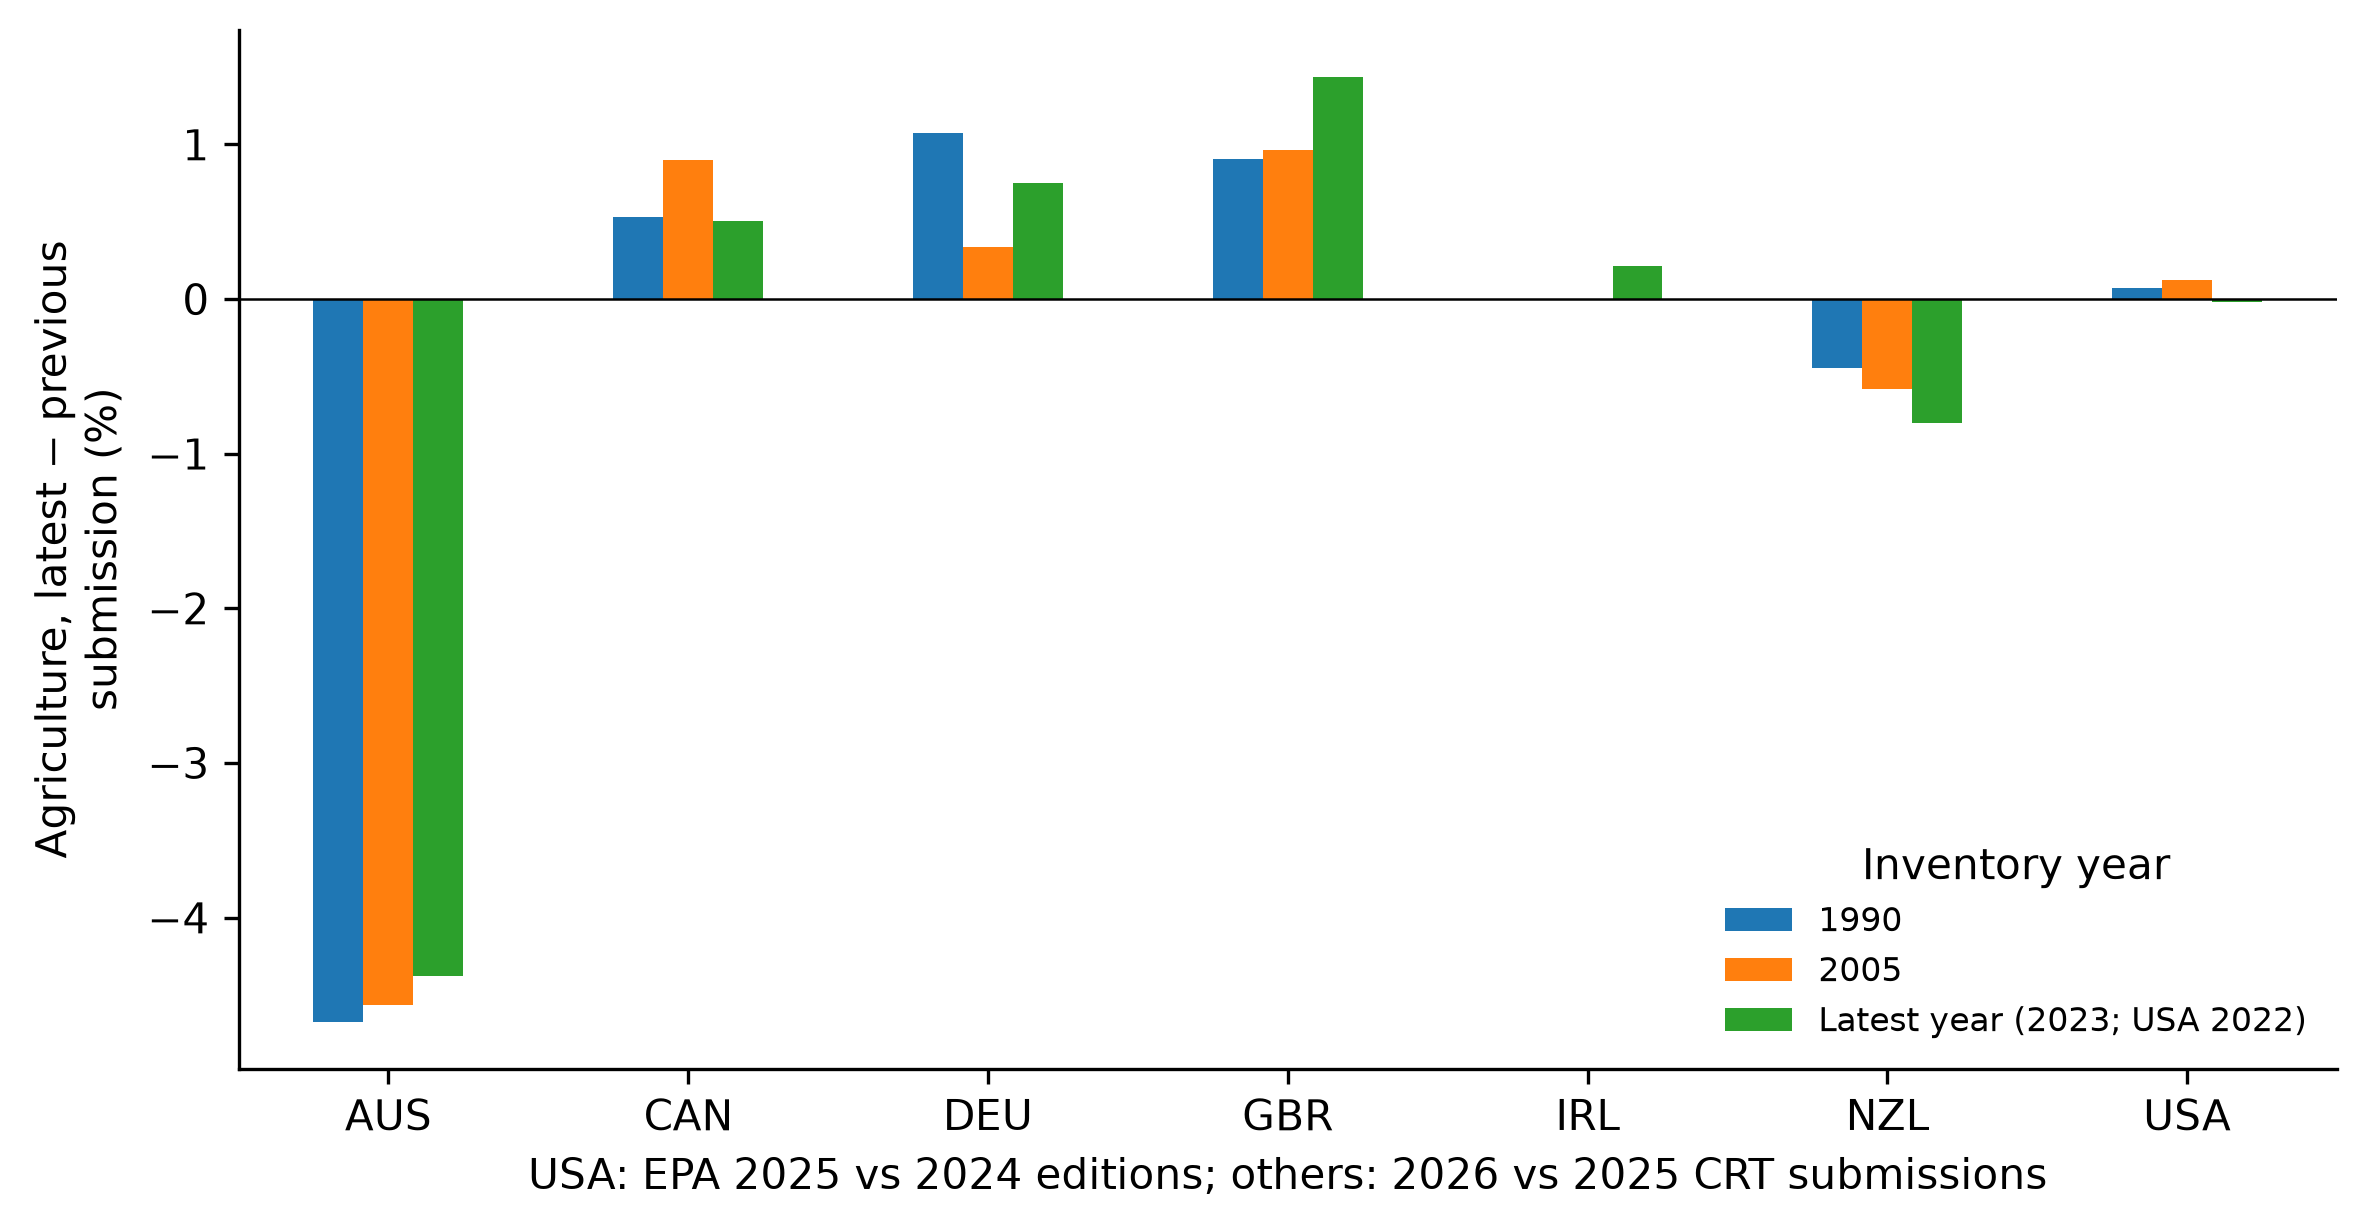 Agriculture, latest − previous
submission (%)
1
0
−1
−2
−3
−4
Inventory year
1990
2005
Latest year (2023; USA 2022)
AUS CAN DEU GBR IRL NZL USA
USA: EPA 2025 vs 2024 editions; others: 2026 vs 2025 CRT submissions